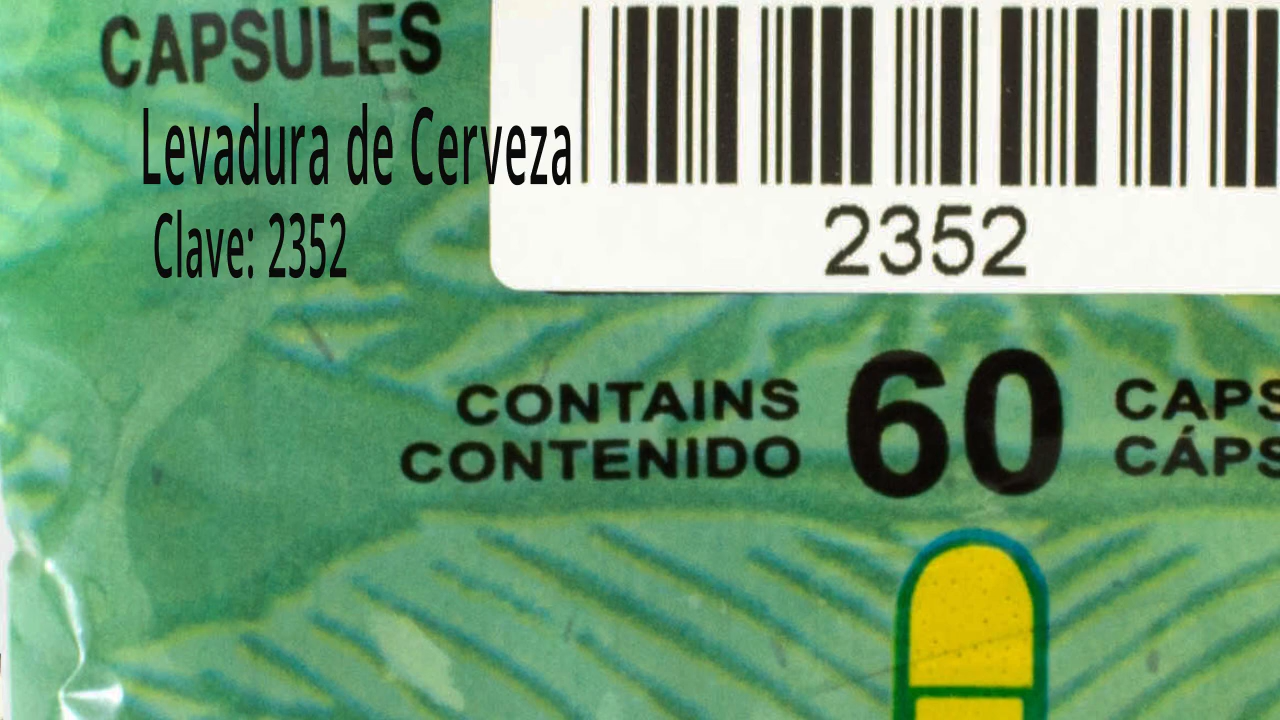 CAPSULES
Levadura de Cerveza
Clave: 2352
2352
CONTAINS
CONTENIDO
60
CAPS
CÁPS